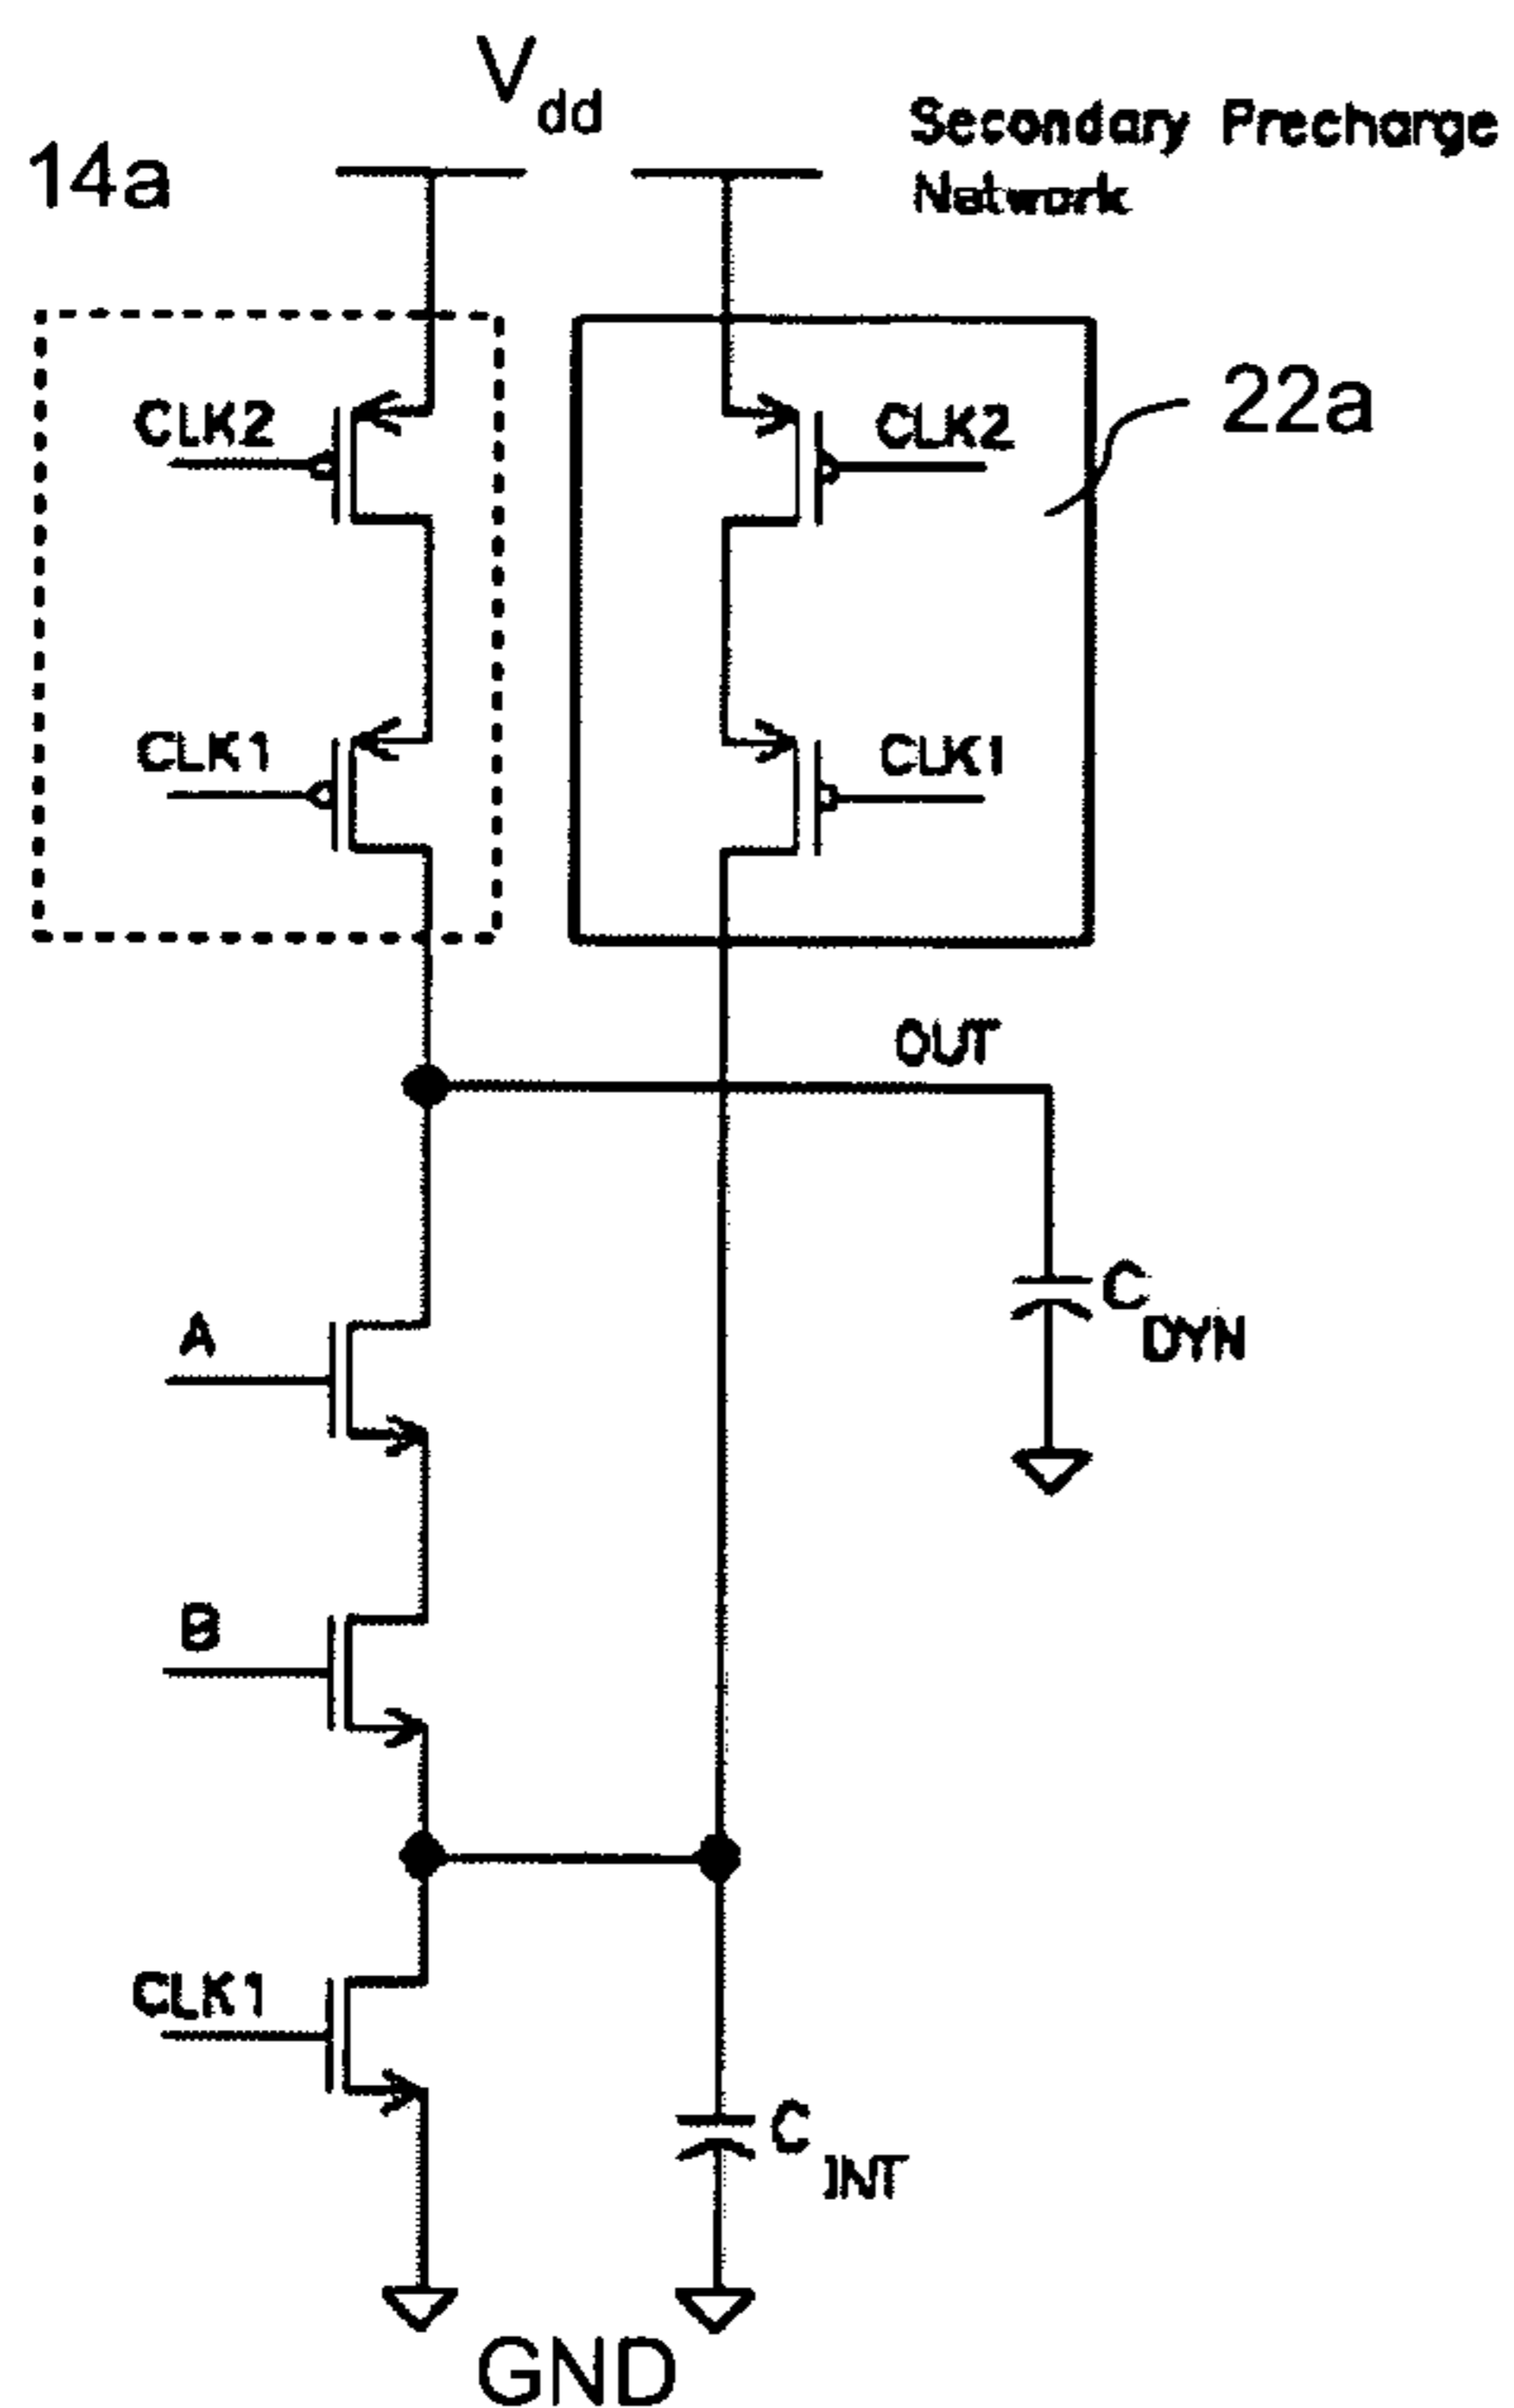 V dd
Secondary Precharge
Network
14a
CLK2
CLK2
22a
CLK1
CLK1
OUT
C DYN
A
B
CLK1
C INT
GND